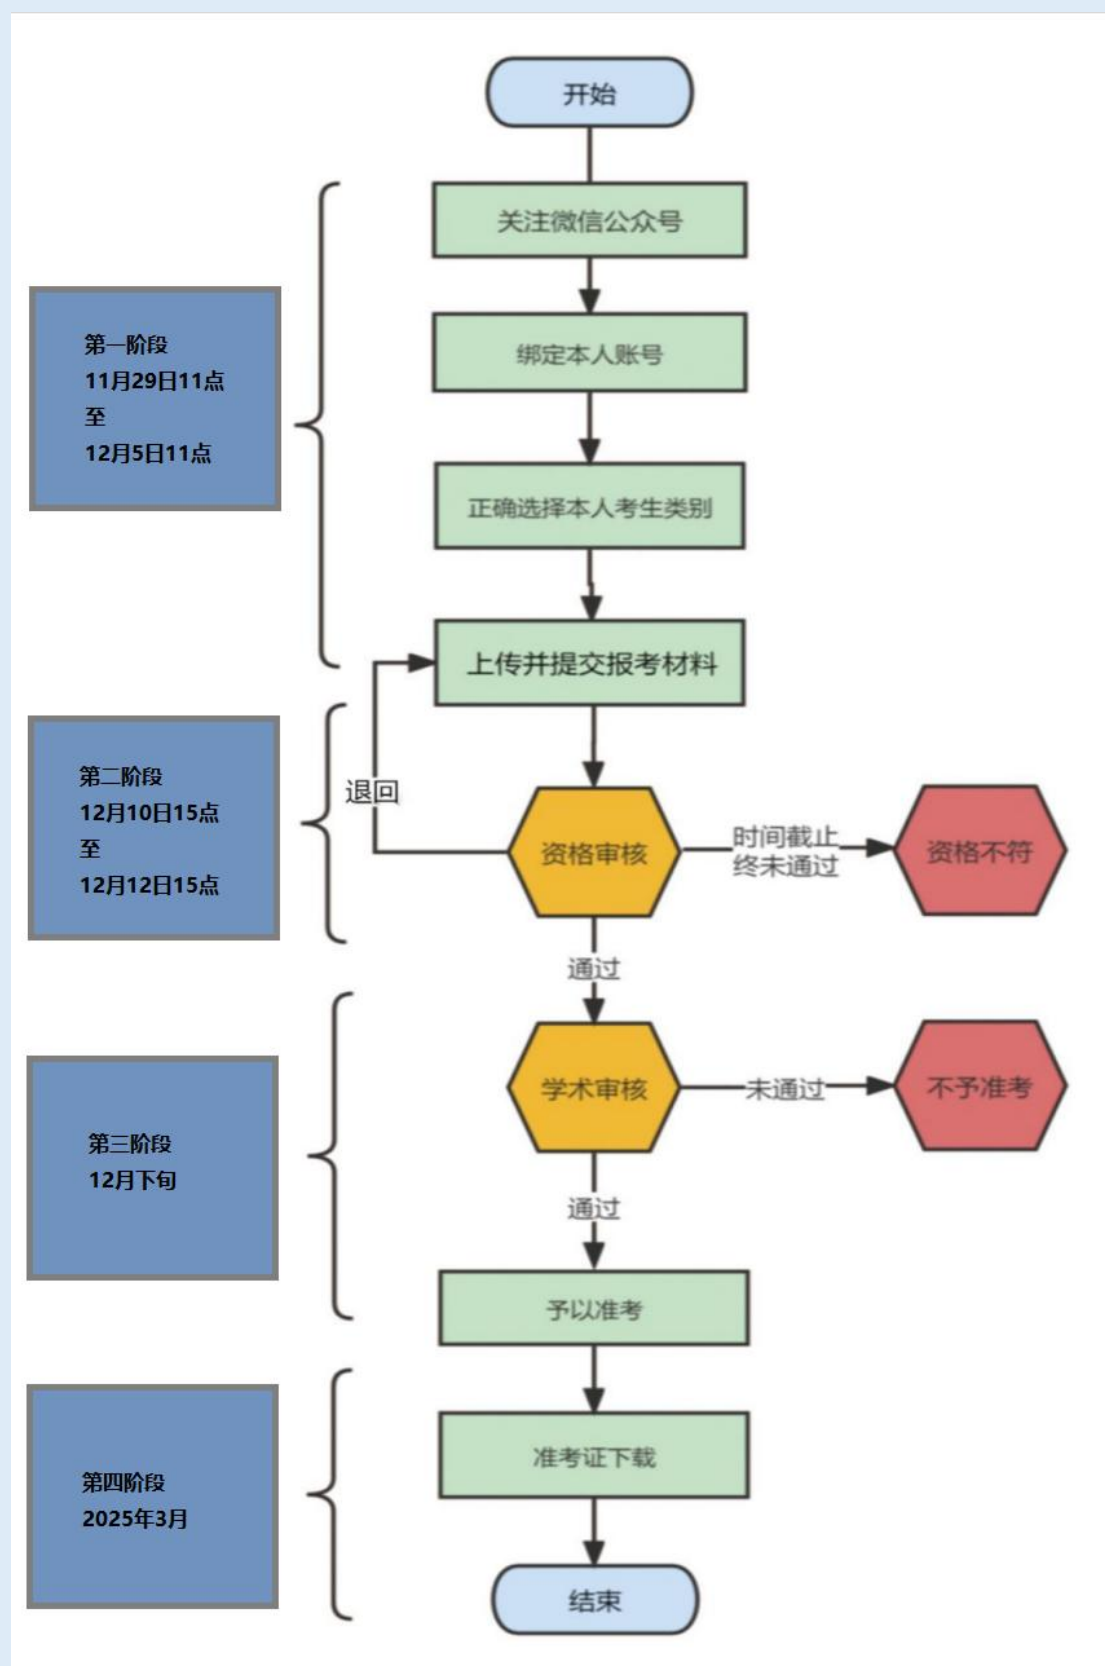 开始
关注微信公众号
第一阶段
11月29日11点
至
12月5日11点
绑定本人账号
正确选择本人考生类别
上传并提交报考材料
第二阶段
12月10日15点
至
12月12日15点
退回
资格审核
时间截止
终未通过
资格不符
通过
第三阶段
12月下旬
学术审核
未通过
不予准考
通过
予以准考
第四阶段
2025年3月
准考证下载
结束